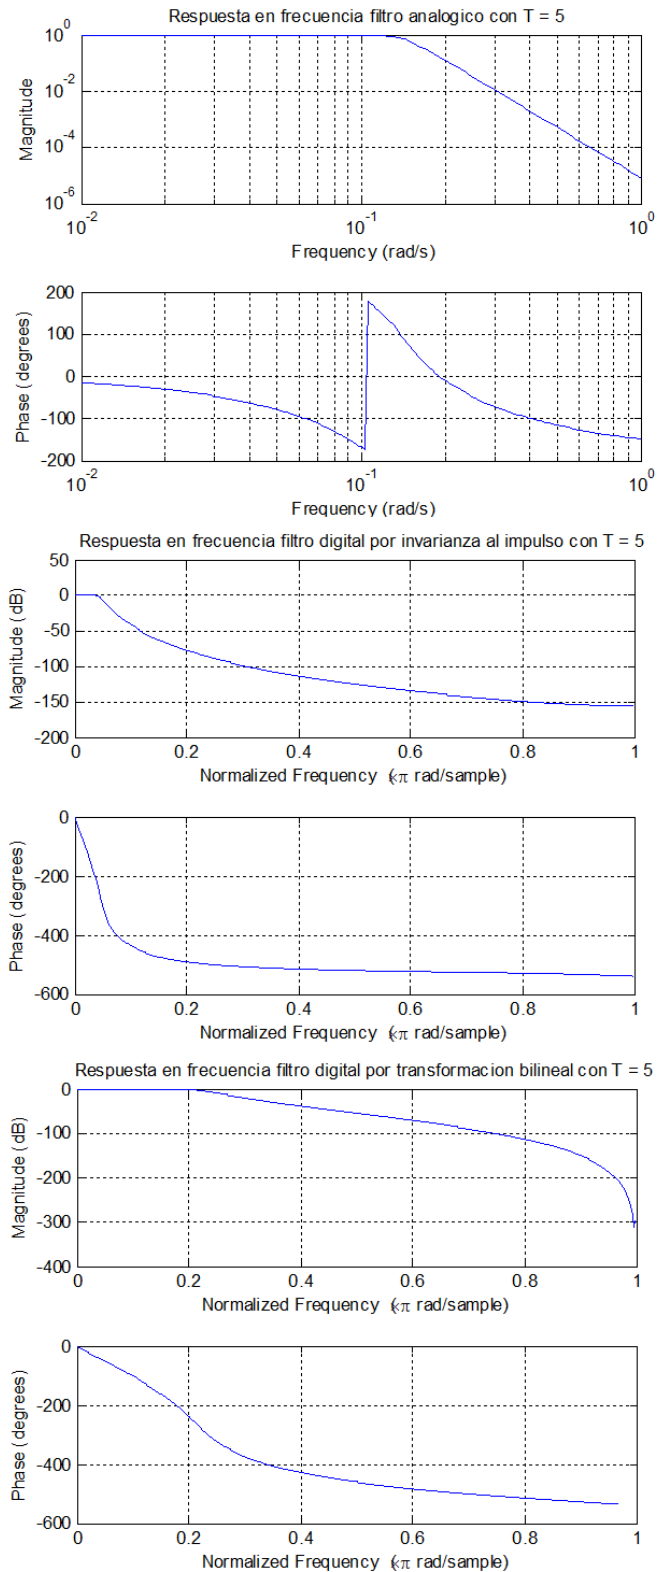 Respuesta en frecuencia filtro analogico con T = 5
10^0
10^-2
10^-4
10^-6
Magnitude
10^-2 10^-1 10^0
Frequency (rad/s)
200
100
0
-100
-200
Phase (degrees)
10^-2 10^-1 10^0
Frequency (rad/s)
Respuesta en frecuencia filtro digital por invarianza al impulso con T = 5
50
0
-50
-100
-150
-200
Magnitude (dB)
0 0.2 0.4 0.6 0.8 1
Normalized Frequency (×π rad/sample)
0
-200
-400
-600
Phase (degrees)
0 0.2 0.4 0.6 0.8 1
Normalized Frequency (×π rad/sample)
Respuesta en frecuencia filtro digital por transformacion bilineal con T = 5
0
-100
-200
-300
-400
Magnitude (dB)
0 0.2 0.4 0.6 0.8 1
Normalized Frequency (×π rad/sample)
0
-200
-400
-600
Phase (degrees)
0 0.2 0.4 0.6 0.8 1
Normalized Frequency (×π rad/sample)